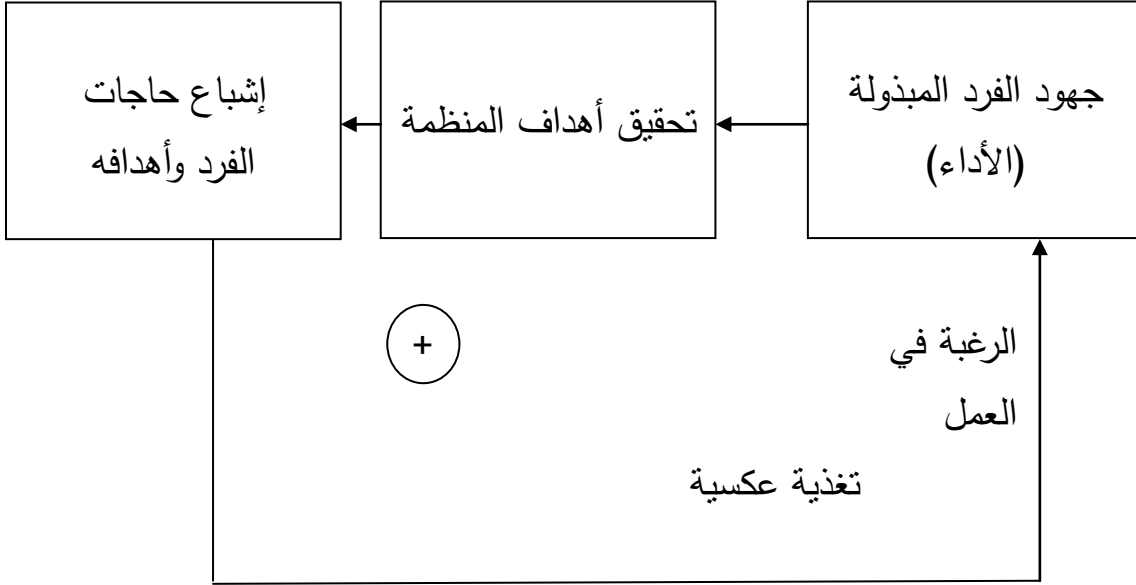 جهود الفرد المبذولة
(الأداء)
تحقيق أهداف المنظمة
إشباع حاجات
الفرد وأهدافه
+
الرغبة في
العمل
تغذية عكسية